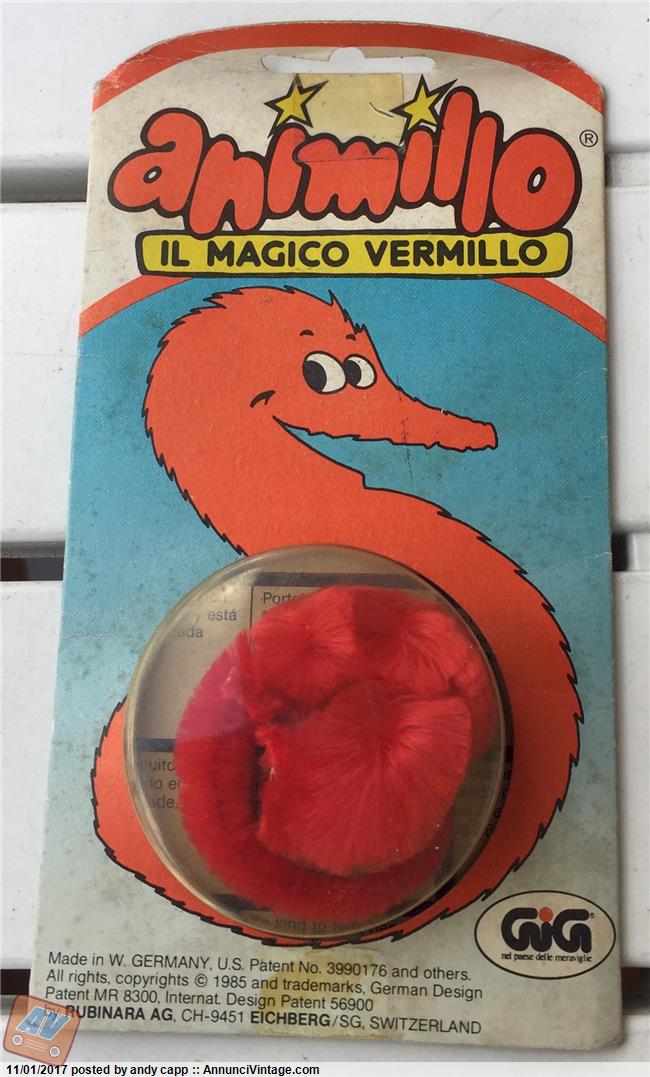 animillo®
IL MAGICO VERMILLO
está
GiG®
nel paese delle meraviglie
Made in W. GERMANY, U.S. Patent No. 3990176 and others.
All rights, copyrights © 1985 and trademarks, German Design
Patent MR 8300, Internat. Design Patent 56900
by RUBINARA AG, CH-9451 EICHBERG/SG, SWITZERLAND
AV
11/01/2017 posted by andy capp :: AnnunciVintage.com